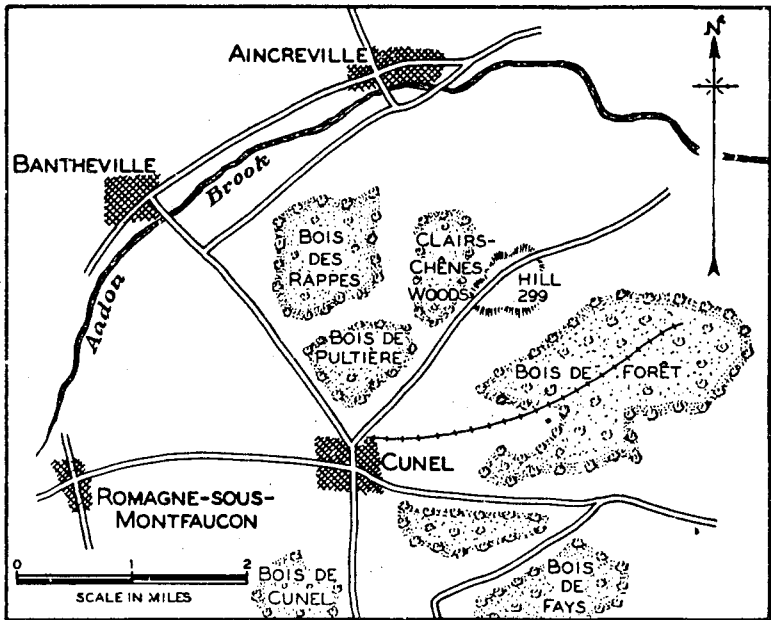 AINCREVILLE
N
BANTHEVILLE
Aadon Brook
BOIS
DES
RAPPES
CLAIRS-
CHÊNES
WOODS
HILL
299
BOIS DE
PULTIÈRE
BOIS DE FORÊT
CUNEL
ROMAGNE-SOUS-
MONTFAUCON
0 1 2
SCALE IN MILES
BOIS DE
CUNEL
BOIS
DE
FAYS